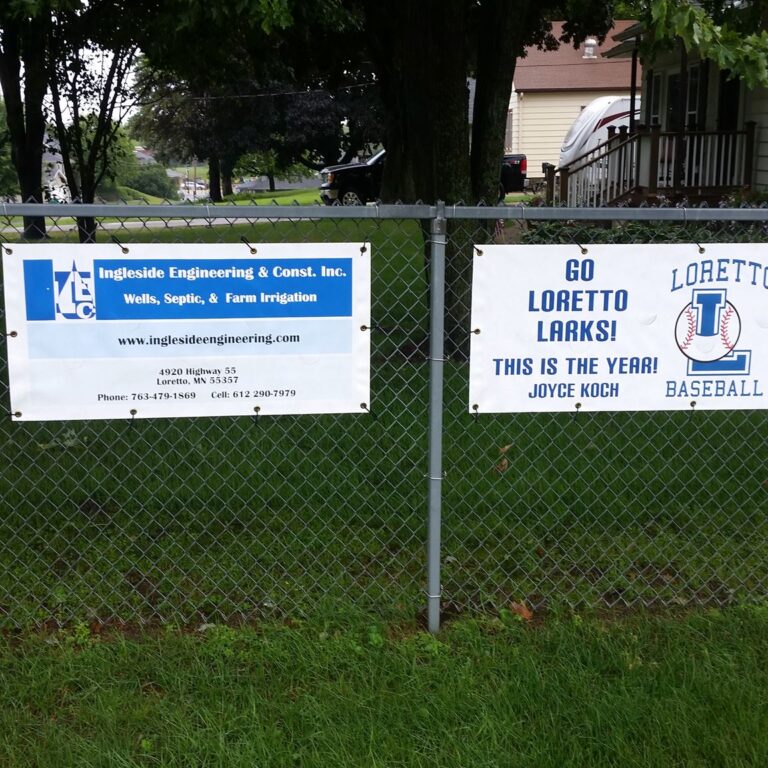 Ingleside Engineering & Const. Inc.
Wells, Septic, & Farm Irrigation
www.inglesideengineering.com
4920 Highway 55
Loretto, MN 55357
Phone: 763-479-1869 Cell: 612 290-7979
GO
LORETTO
LARKS!
THIS IS THE YEAR!
JOYCE KOCH
LORETTO
L
BASEBALL